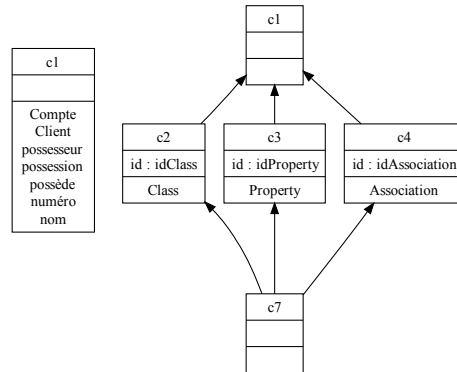 c1
Compte
Client
possesseur
possession
possède
numéro
nom
c1
c2
id : idClass
Class
c3
id : idProperty
Property
c4
id : idAssociation
Association
c7